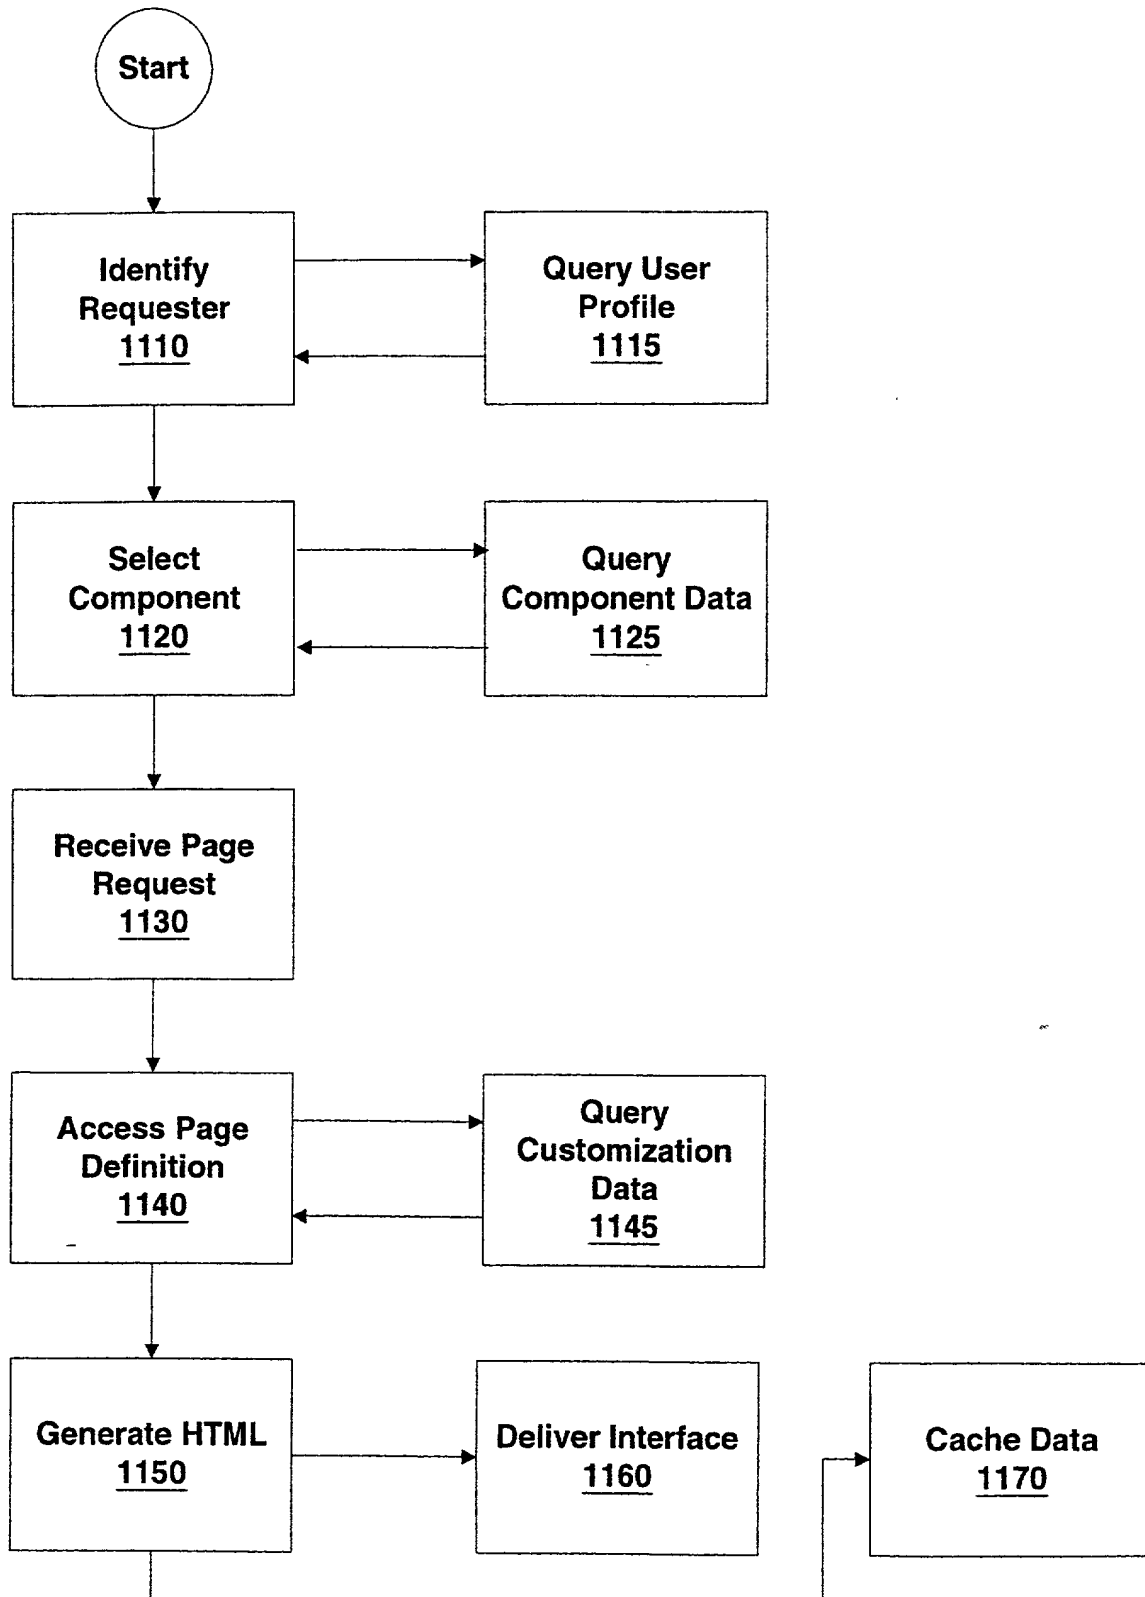 Start
Identify
Requester
1110
Query User
Profile
1115
Select
Component
1120
Query
Component Data
1125
Receive Page
Request
1130
Access Page
Definition
1140
Query
Customization
Data
1145
Generate HTML
1150
Deliver Interface
1160
Cache Data
1170